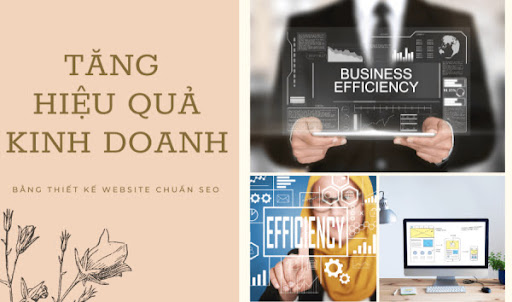 TĂNG
HIỆU QUẢ
KINH DOANH
BẰNG THIẾT KẾ WEBSITE CHUẨN SEO
BUSINESS
EFFICIENCY
EFFICIENCY